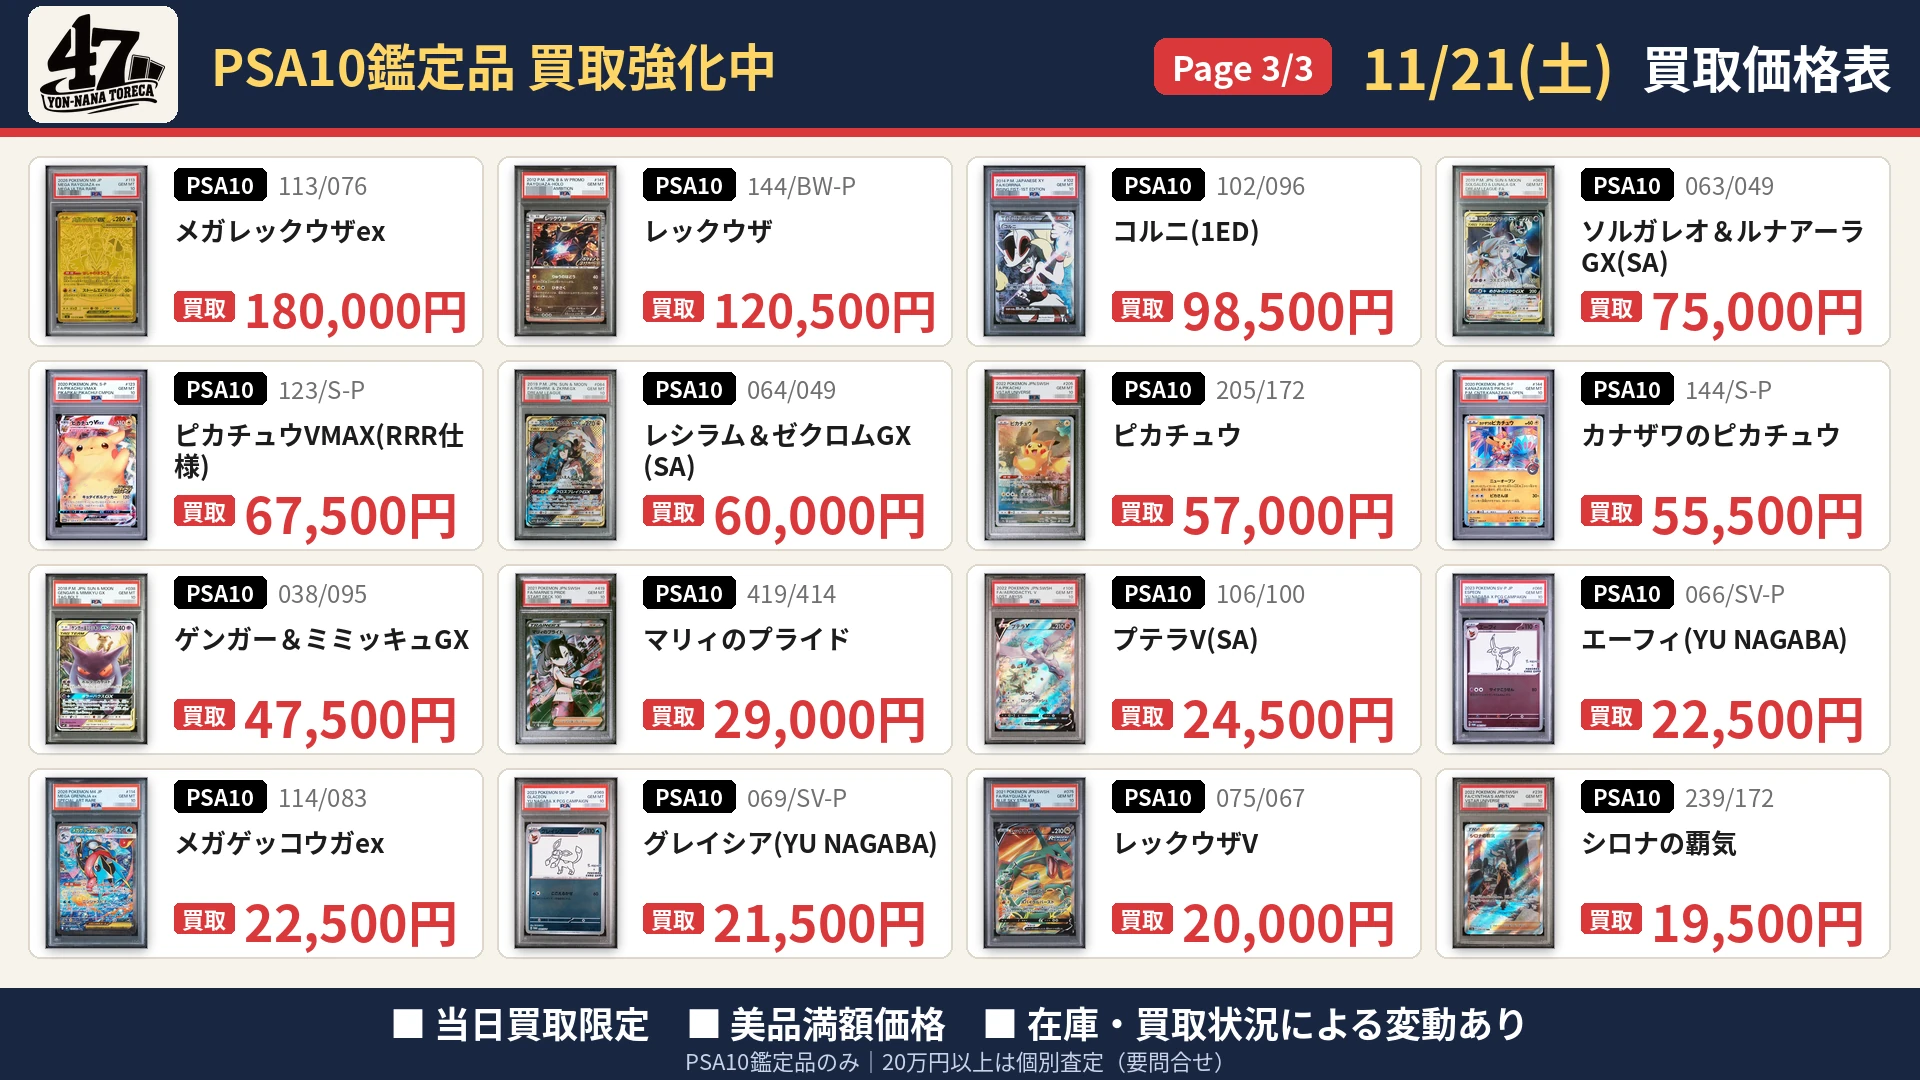 47
YON-NANA TORECA
PSA10鑑定品 買取強化中
Page 3/3
11/21(土) 買取価格表
PSA10 113/076
メガレックウザex
買取 180,000円
PSA10 144/BW-P
レックウザ
買取 120,500円
PSA10 102/096
コルニ(1ED)
買取 98,500円
PSA10 063/049
ソルガレオ＆ルナアーラ
GX(SA)
買取 75,000円
PSA10 123/S-P
ピカチュウVMAX(RRR仕
様)
買取 67,500円
PSA10 064/049
レシラム＆ゼクロムGX
(SA)
買取 60,000円
PSA10 205/172
ピカチュウ
買取 57,000円
PSA10 144/S-P
カナザワのピカチュウ
買取 55,500円
PSA10 038/095
ゲンガー＆ミミッキュGX
買取 47,500円
PSA10 419/414
マリィのプライド
買取 29,000円
PSA10 106/100
プテラV(SA)
買取 24,500円
PSA10 066/SV-P
エーフィ(YU NAGABA)
買取 22,500円
PSA10 114/083
メガゲッコウガex
買取 22,500円
PSA10 069/SV-P
グレイシア(YU NAGABA)
買取 21,500円
PSA10 075/067
レックウザV
買取 20,000円
PSA10 239/172
シロナの覇気
買取 19,500円
■ 当日買取限定 ■ 美品満額価格 ■ 在庫・買取状況による変動あり
PSA10鑑定品のみ｜20万円以上は個別査定（要問合せ）